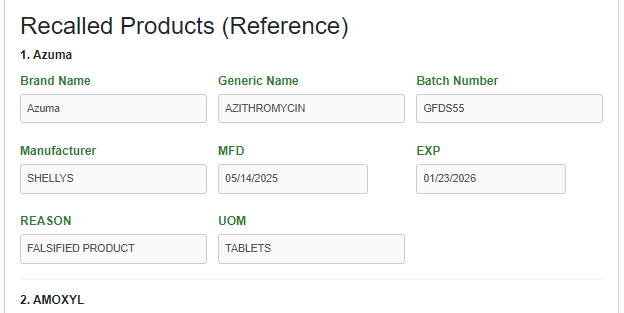 Recalled Products (Reference)
1. Azuma
Brand Name Generic Name Batch Number
Azuma AZITHROMYCIN GFDS55
Manufacturer MFD EXP
SHELLYS 05/14/2025 01/23/2026
REASON UOM
FALSIFIED PRODUCT TABLETS
2. AMOXYL